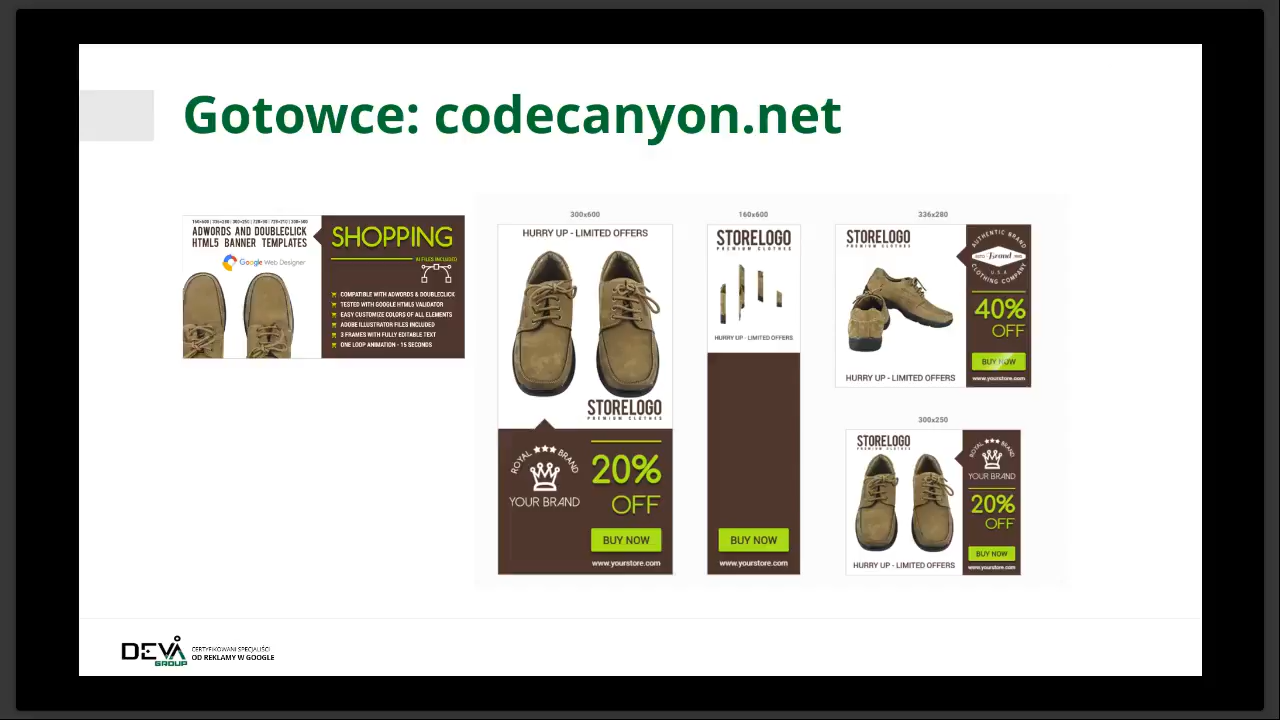 Gotowce: codecanyon.net
ADWORDS AND DOUBLECLICK
HTML5 BANNER TEMPLATES
Google Web Designer
SHOPPING
AI FILES INCLUDED
COMPATIBLE WITH ADWORDS & DOUBLECLICK
TESTED WITH GOOGLE HTML5 VALIDATOR
EASY CUSTOMIZE COLORS OF ALL ELEMENTS
ADOBE ILLUSTRATOR FILES INCLUDED
3 FRAMES WITH FULLY EDITABLE TEXT
ONE LOOP ANIMATION - 15 SECONDS
300x600
HURRY UP - LIMITED OFFERS
STORELOGO
PREMIUM CLOTHES
ROYAL BRAND
YOUR BRAND
20%
OFF
BUY NOW
www.yourstore.com
160x600
STORELOGO
PREMIUM CLOTHES
HURRY UP - LIMITED OFFERS
BUY NOW
www.yourstore.com
336x280
STORELOGO
PREMIUM CLOTHES
HURRY UP - LIMITED OFFERS
AUTHENTIC BRAND
Brand
U.S.A
CLOTHING COMPANY
40%
OFF
BUY NOW
www.yourstore.com
300x250
STORELOGO
PREMIUM CLOTHES
HURRY UP - LIMITED OFFERS
ROYAL BRAND
YOUR BRAND
20%
OFF
BUY NOW
www.yourstore.com
DEVA GROUP
CERTYFIKOWANI SPECJALIŚCI
OD REKLAMY W GOOGLE